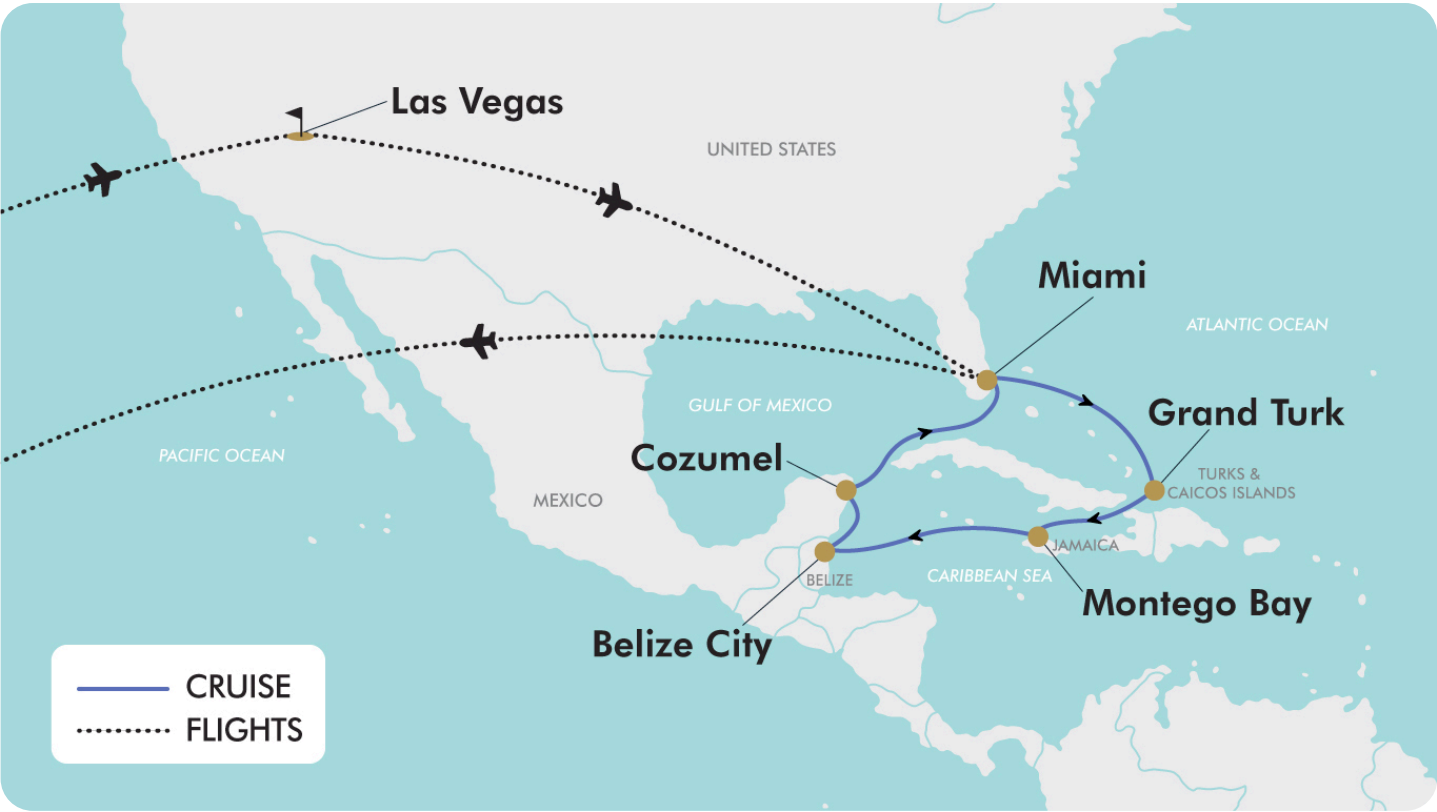 Las Vegas
UNITED STATES
Miami
ATLANTIC OCEAN
GULF OF MEXICO
Grand Turk
PACIFIC OCEAN
Cozumel
TURKS &
CAICOS ISLANDS
MEXICO
JAMAICA
BELIZE
CARIBBEAN SEA
Montego Bay
Belize City
CRUISE
FLIGHTS